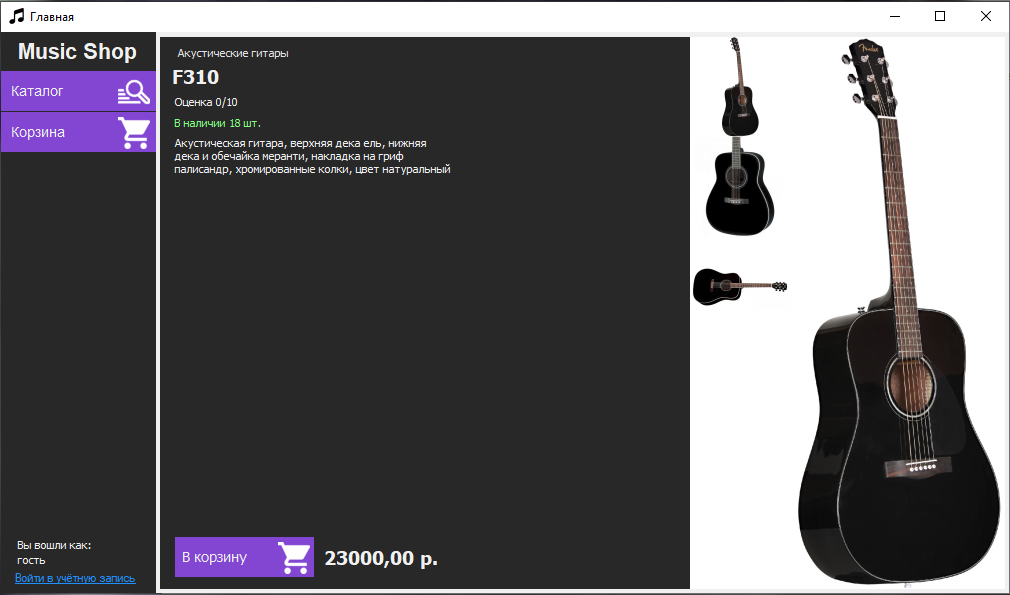 Главная
Music Shop
Каталог
Корзина
Вы вошли как:
гость
Войти в учётную запись
Акустические гитары
F310
Оценка 0/10
В наличии 18 шт.
Акустическая гитара, верхняя дека ель, нижняя
дека и обечайка меранти, накладка на гриф
палисандр, хромированные колки, цвет натуральный
В корзину
23000,00 р.
Fender